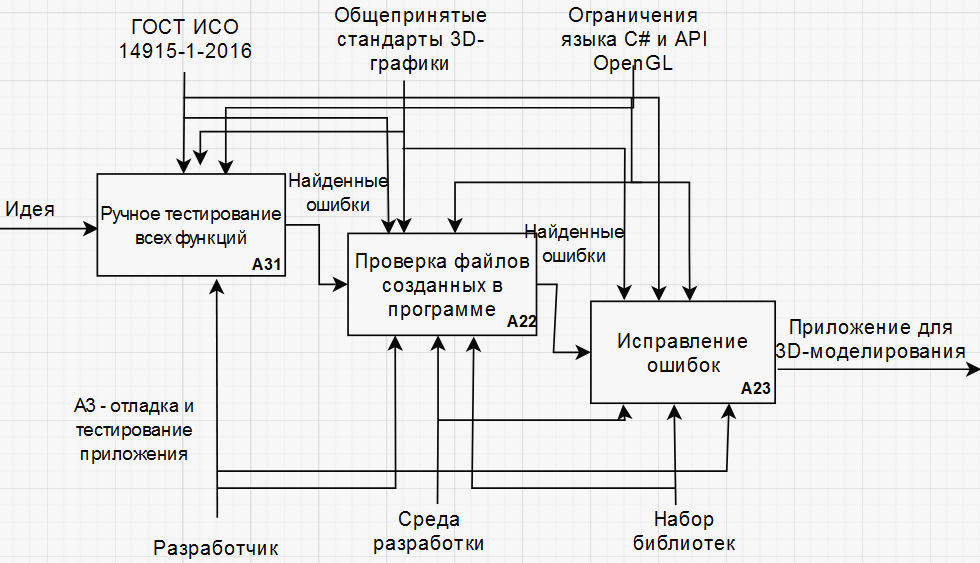 ГОСТ ИСО
14915-1-2016
Общепринятые
стандарты 3D-
графики
Ограничения
языка C# и API
OpenGL
Идея
Ручное тестирование
всех функций
A31
Найденные
ошибки
Проверка файлов
созданных в
программе
A22
Найденные
ошибки
Исправление
ошибок
A23
Приложение для
3D-моделирования
А3 - отладка и
тестирование
приложения
Разработчик
Среда
разработки
Набор
библиотек